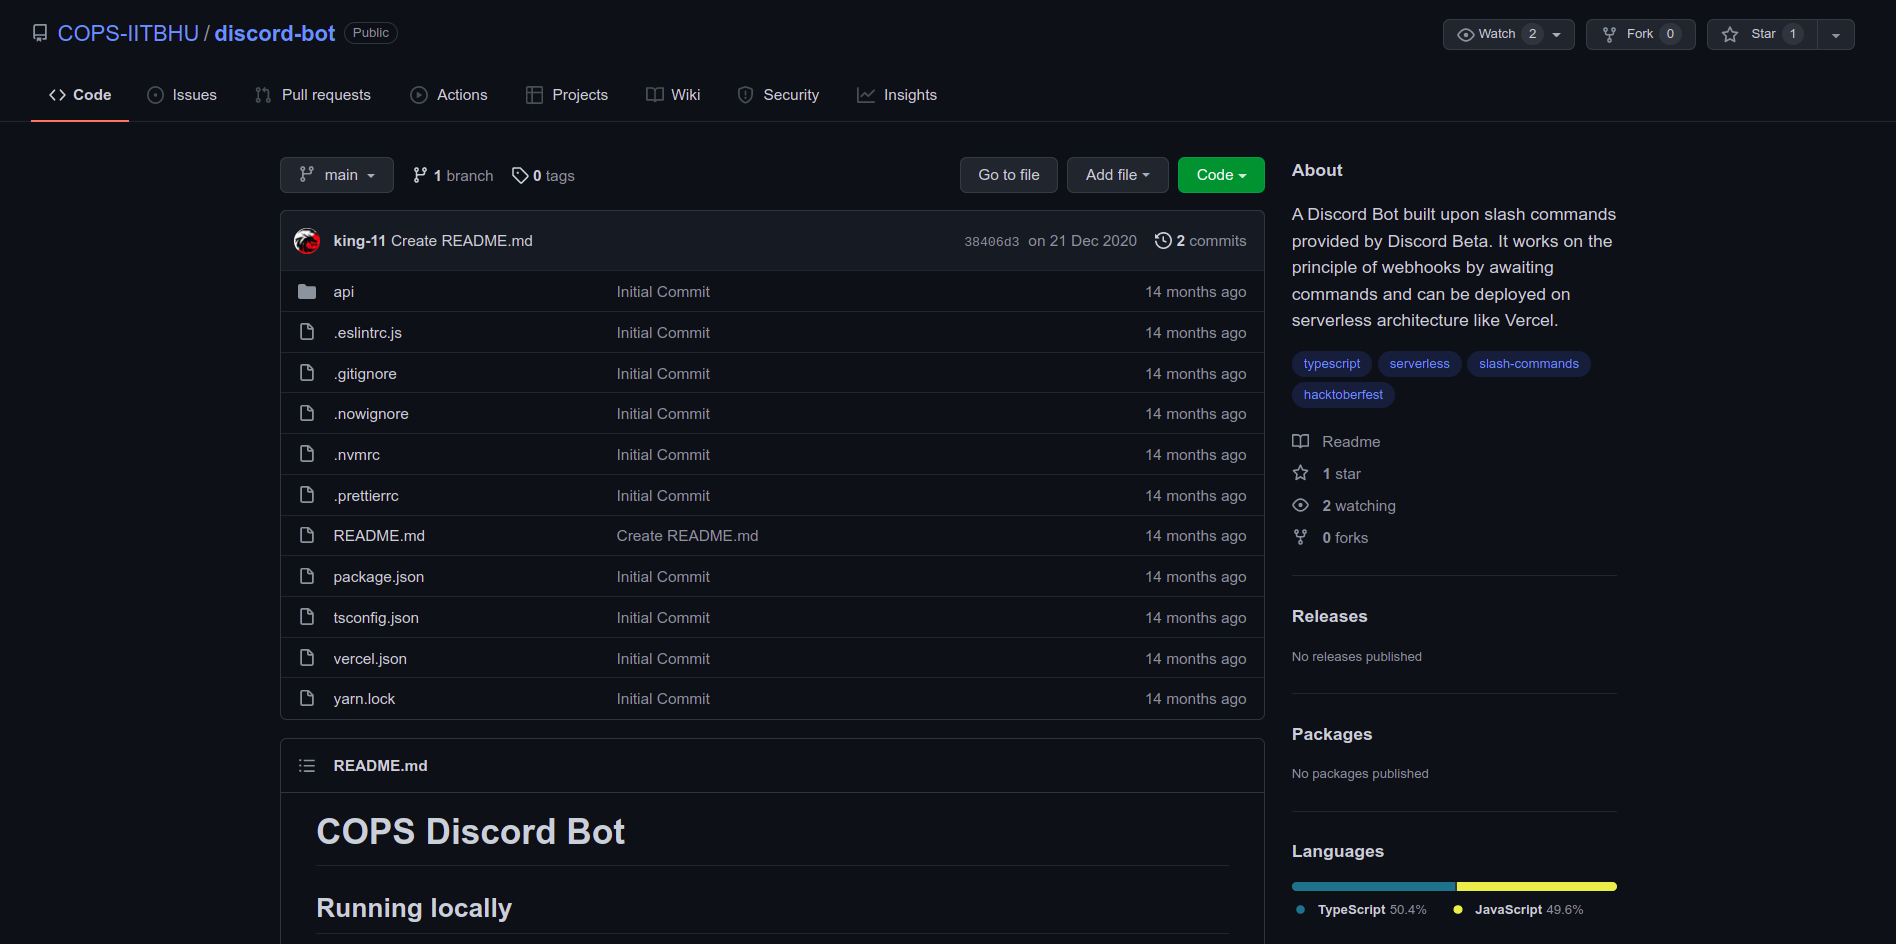 COPS-IITBHU / discord-bot Public
Watch 2 Fork 0 Star 1
Code Issues Pull requests Actions Projects Wiki Security Insights
main 1 branch 0 tags Go to file Add file Code
king-11 Create README.md 38406d3 on 21 Dec 2020 2 commits
api Initial Commit 14 months ago
.eslintrc.js Initial Commit 14 months ago
.gitignore Initial Commit 14 months ago
.nowignore Initial Commit 14 months ago
.nvmrc Initial Commit 14 months ago
.prettierrc Initial Commit 14 months ago
README.md Create README.md 14 months ago
package.json Initial Commit 14 months ago
tsconfig.json Initial Commit 14 months ago
vercel.json Initial Commit 14 months ago
yarn.lock Initial Commit 14 months ago
README.md
COPS Discord Bot
Running locally
About
A Discord Bot built upon slash commands
provided by Discord Beta. It works on the
principle of webhooks by awaiting
commands and can be deployed on
serverless architecture like Vercel.
typescript serverless slash-commands
hacktoberfest
Readme
1 star
2 watching
0 forks
Releases
No releases published
Packages
No packages published
Languages
TypeScript 50.4% JavaScript 49.6%